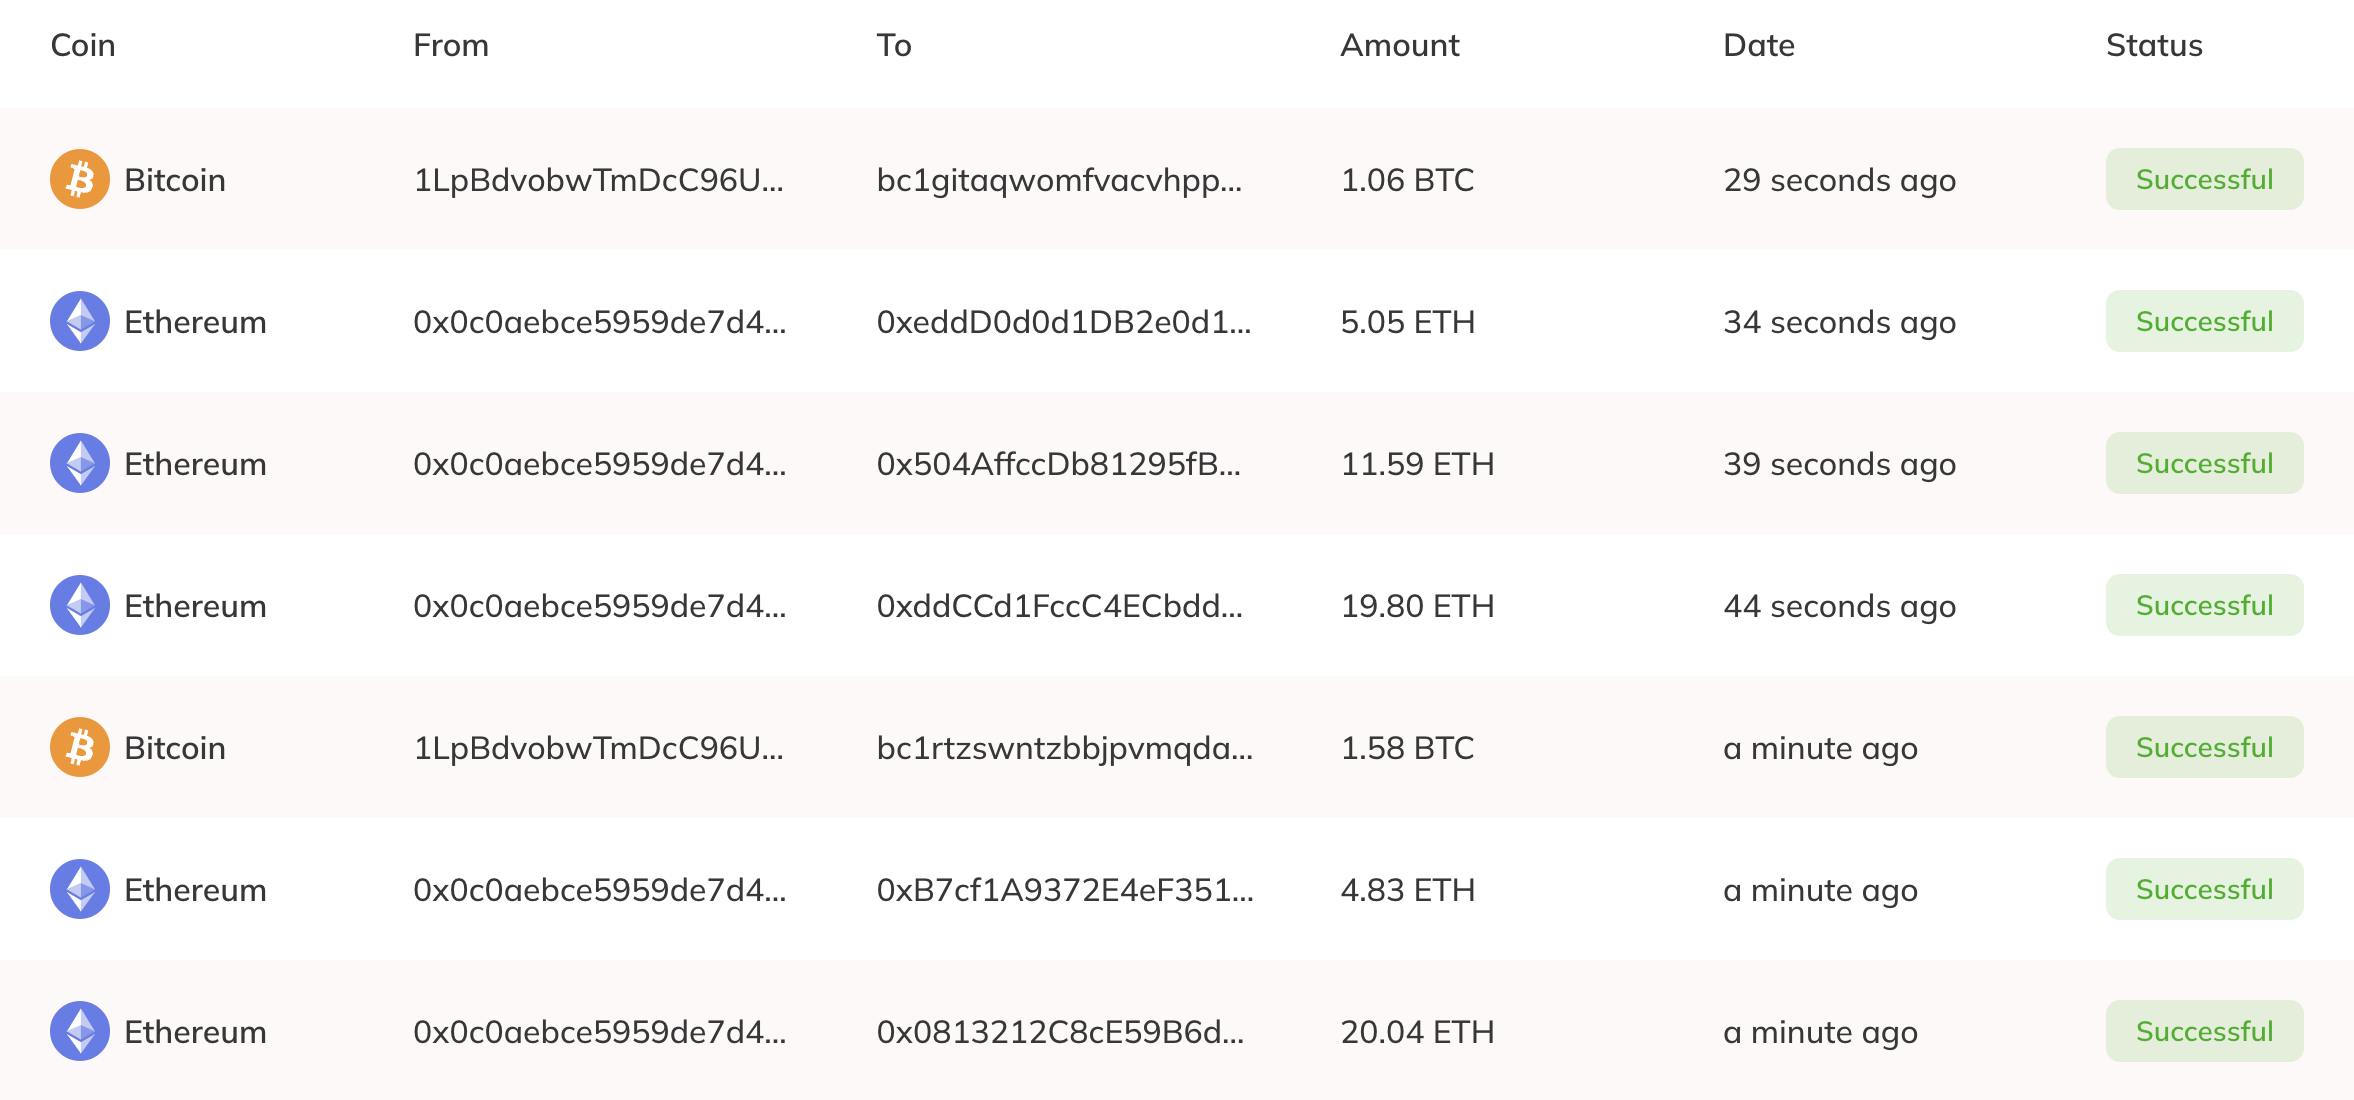 Coin From To Amount Date Status
Bitcoin 1LpBdvobwTmDcC96U... bc1gitaqwomfvacvhpp... 1.06 BTC 29 seconds ago Successful
Ethereum 0x0c0aebce5959de7d4... 0xeddD0d0d1DB2e0d1... 5.05 ETH 34 seconds ago Successful
Ethereum 0x0c0aebce5959de7d4... 0x504AffccDb81295fB... 11.59 ETH 39 seconds ago Successful
Ethereum 0x0c0aebce5959de7d4... 0xddCCd1FccC4ECbdd... 19.80 ETH 44 seconds ago Successful
Bitcoin 1LpBdvobwTmDcC96U... bc1rtzswntzbbjpvmqda... 1.58 BTC a minute ago Successful
Ethereum 0x0c0aebce5959de7d4... 0xB7cf1A9372E4eF351... 4.83 ETH a minute ago Successful
Ethereum 0x0c0aebce5959de7d4... 0x0813212C8cE59B6d... 20.04 ETH a minute ago Successful